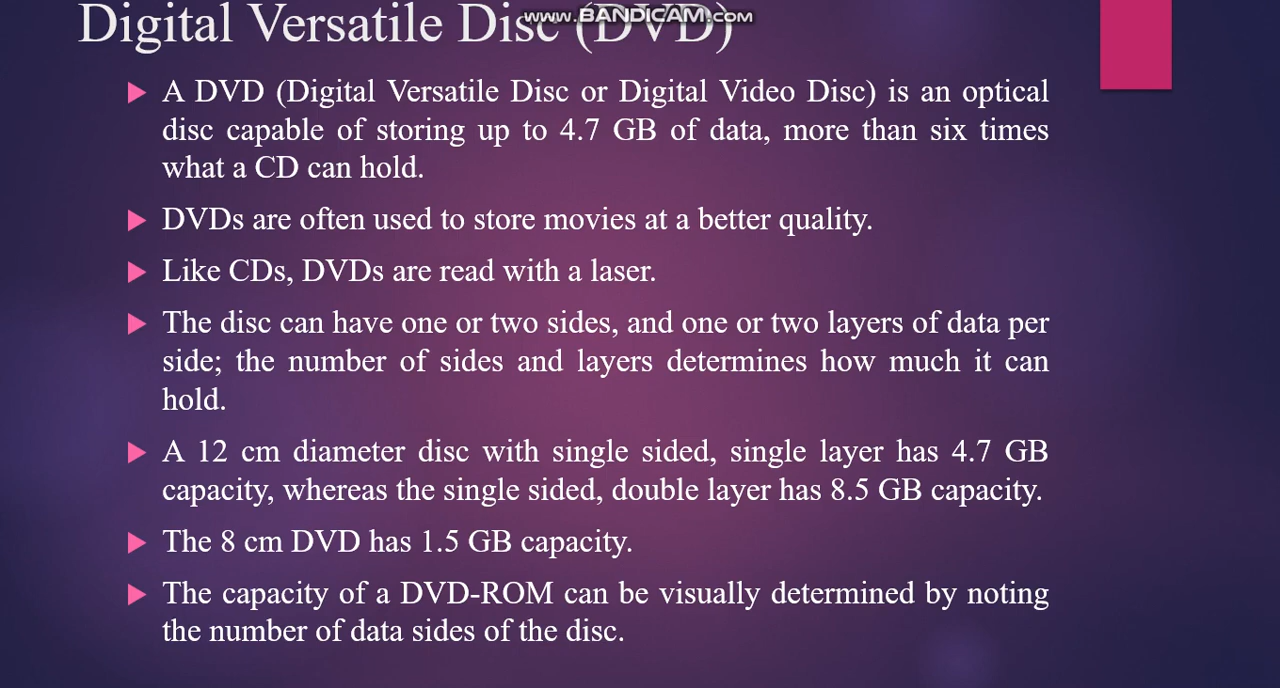 www.BANDICAM.com
Digital Versatile Disc (DVD)
A DVD (Digital Versatile Disc or Digital Video Disc) is an optical
disc capable of storing up to 4.7 GB of data, more than six times
what a CD can hold.
DVDs are often used to store movies at a better quality.
Like CDs, DVDs are read with a laser.
The disc can have one or two sides, and one or two layers of data per
side; the number of sides and layers determines how much it can
hold.
A 12 cm diameter disc with single sided, single layer has 4.7 GB
capacity, whereas the single sided, double layer has 8.5 GB capacity.
The 8 cm DVD has 1.5 GB capacity.
The capacity of a DVD-ROM can be visually determined by noting
the number of data sides of the disc.